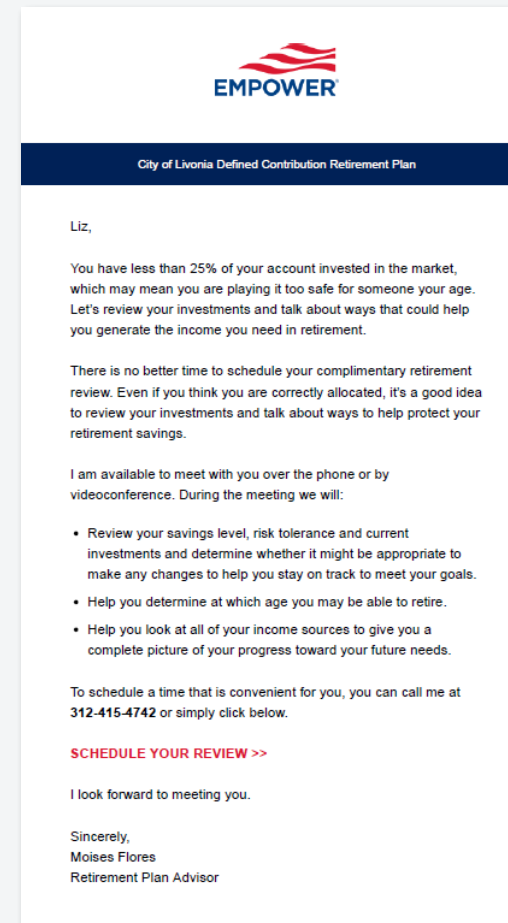 EMPOWER®
City of Livonia Defined Contribution Retirement Plan
Liz,
You have less than 25% of your account invested in the market,
which may mean you are playing it too safe for someone your age.
Let's review your investments and talk about ways that could help
you generate the income you need in retirement.
There is no better time to schedule your complimentary retirement
review. Even if you think you are correctly allocated, it's a good idea
to review your investments and talk about ways to help protect your
retirement savings.
I am available to meet with you over the phone or by
videoconference. During the meeting we will:
• Review your savings level, risk tolerance and current
investments and determine whether it might be appropriate to
make any changes to help you stay on track to meet your goals.
• Help you determine at which age you may be able to retire.
• Help you look at all of your income sources to give you a
complete picture of your progress toward your future needs.
To schedule a time that is convenient for you, you can call me at
312-415-4742 or simply click below.
SCHEDULE YOUR REVIEW >>
I look forward to meeting you.
Sincerely,
Moises Flores
Retirement Plan Advisor